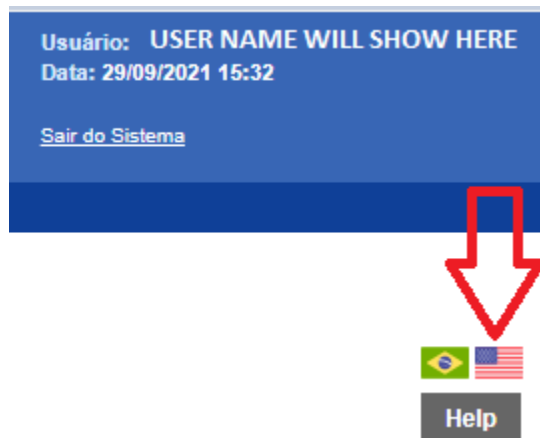 Usuário: USER NAME WILL SHOW HERE
Data: 29/09/2021 15:32
Sair do Sistema
Help